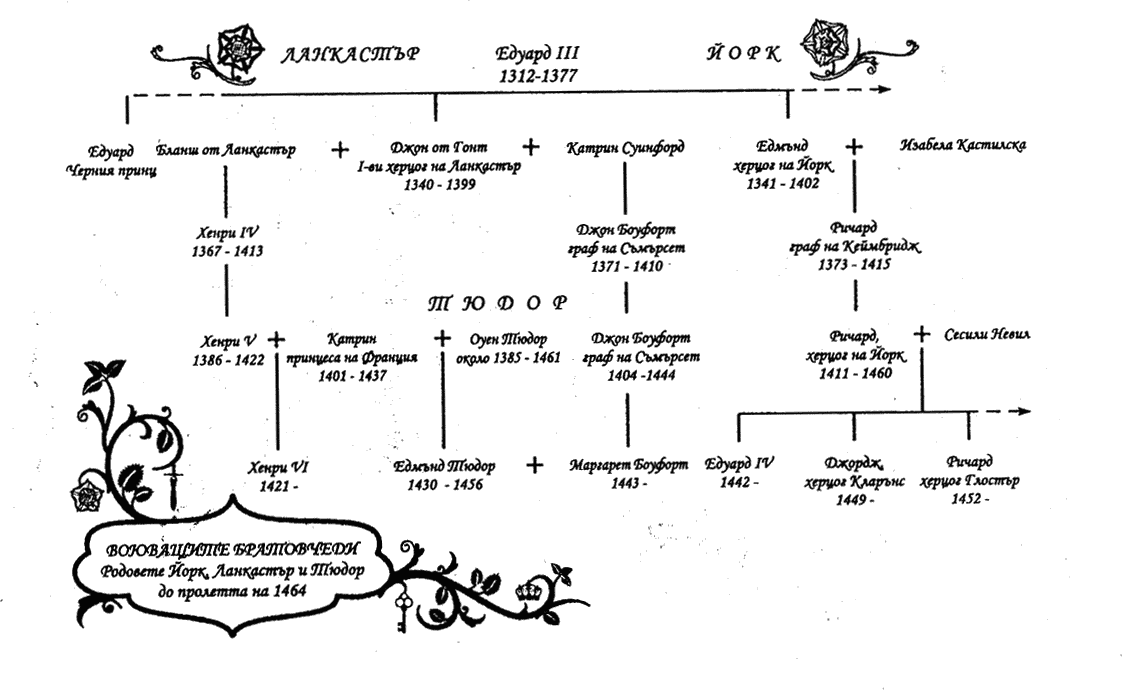 ЛАНКАСТЪР
Едуард III
1312-1377
ЙОРК
Едуард
Черния принц
Бланш от Ланкастър
+
Джон от Гонт
I-ви херцог на Ланкастър
1340 - 1399
+
Катрин Суинфорд
Едмънд
херцог на Йорк
1341 - 1402
+
Изабела Кастилска
Хенри IV
1367 - 1413
Джон Боуфорт
граф на Съмърсет
1371 - 1410
Ричард
граф на Кеймбридж
1373 - 1415
ТЮДОР
Хенри V
1386 - 1422
+
Катрин
принцеса на Франция
1401 - 1437
+
Оуен Тюдор
около 1385 - 1461
Джон Боуфорт
граф на Съмърсет
1404 -1444
Ричард,
херцог на Йорк
1411 - 1460
+
Сесили Невил
Хенри VI
1421 -
Едмънд Тюдор
1430 - 1456
+
Маргарет Боуфорт
1443 -
Едуард IV
1442 -
Джордж,
херцог Кларънс
1449 -
Ричард
херцог Глостър
1452 -
ВОЮВАЩИТЕ БРАТОВЧЕДИ
Родовете Йорк, Ланкастър и Тюдор
до пролетта на 1464